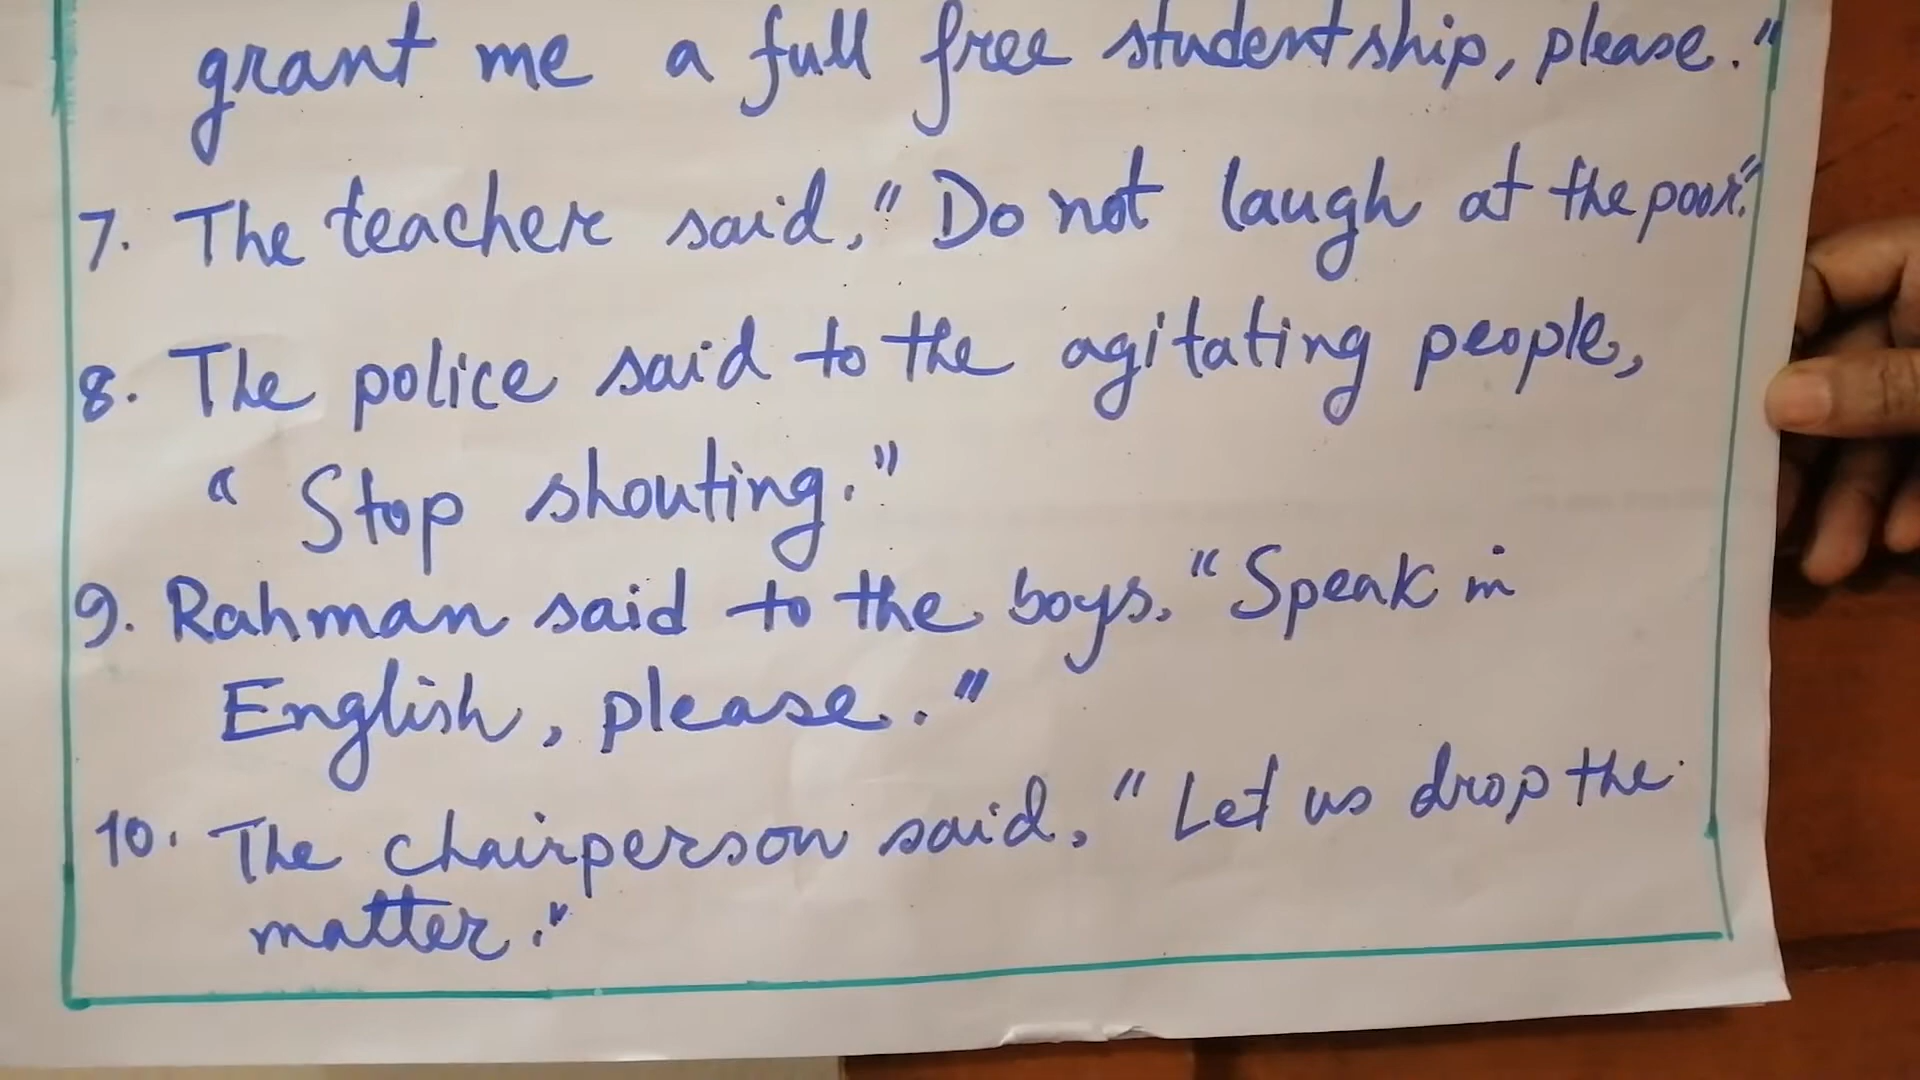 grant me a full free studentship, please."
7. The teacher said, "Do not laugh at the poor."
8. The police said to the agitating people,
"Stop shouting."
9. Rahman said to the boys, "Speak in
English, please."
10. The chairperson said, "Let us drop the
matter."